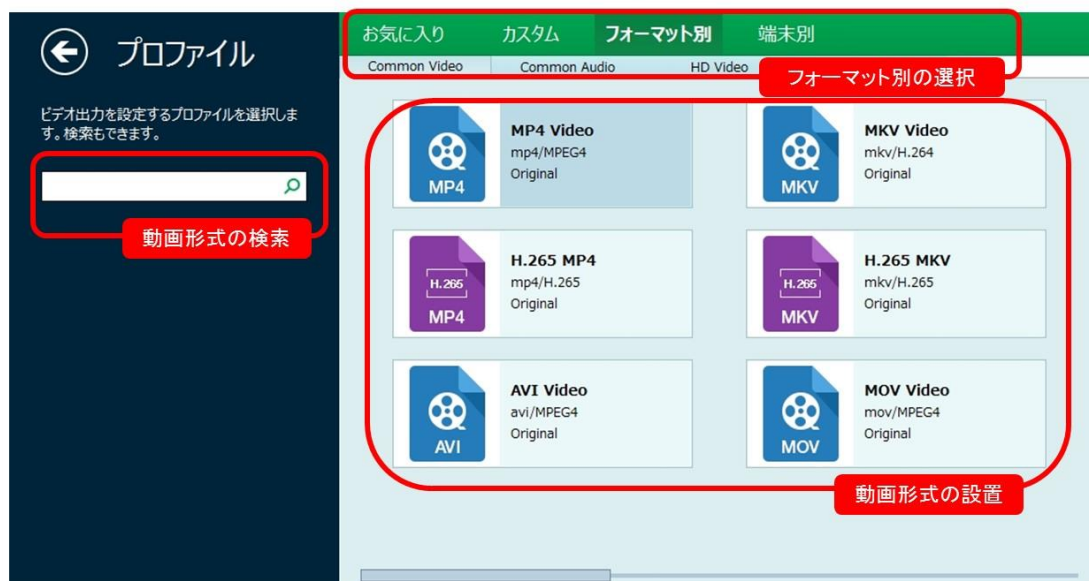 プロファイル
ビデオ出力を設定するプロファイルを選択しま
す。検索もできます。
動画形式の検索
お気に入り カスタム フォーマット別 端末別
Common Video Common Audio HD Video
フォーマット別の選択
MP4
MP4 Video
mp4/MPEG4
Original
MKV
MKV Video
mkv/H.264
Original
H.265
MP4
H.265 MP4
mp4/H.265
Original
H.265
MKV
H.265 MKV
mkv/H.265
Original
AVI
AVI Video
avi/MPEG4
Original
MOV
MOV Video
mov/MPEG4
Original
動画形式の設置